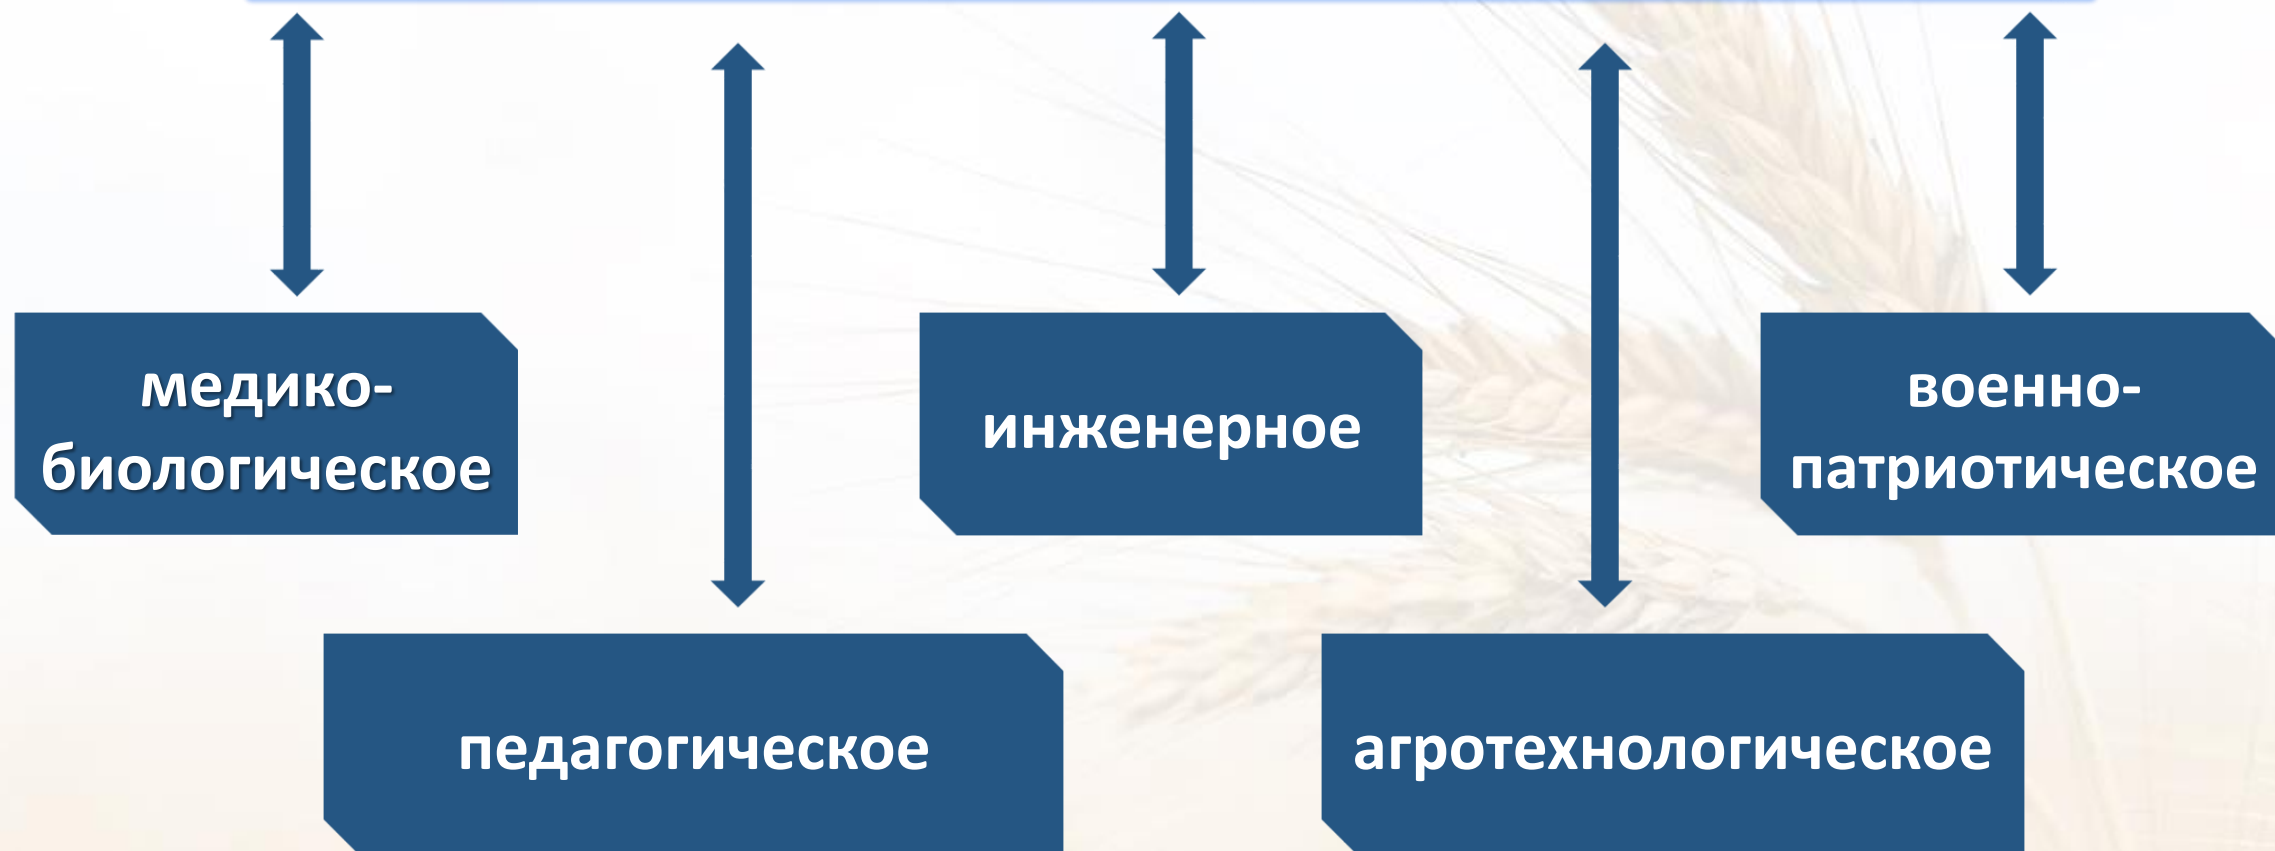 медико-
биологическое
инженерное
военно-
патриотическое
педагогическое
агротехнологическое